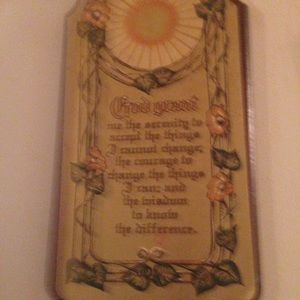 God grant
me the serenity to
accept the things
I cannot change;
the courage to
change the things
I can; and
the wisdom
to know
the difference.